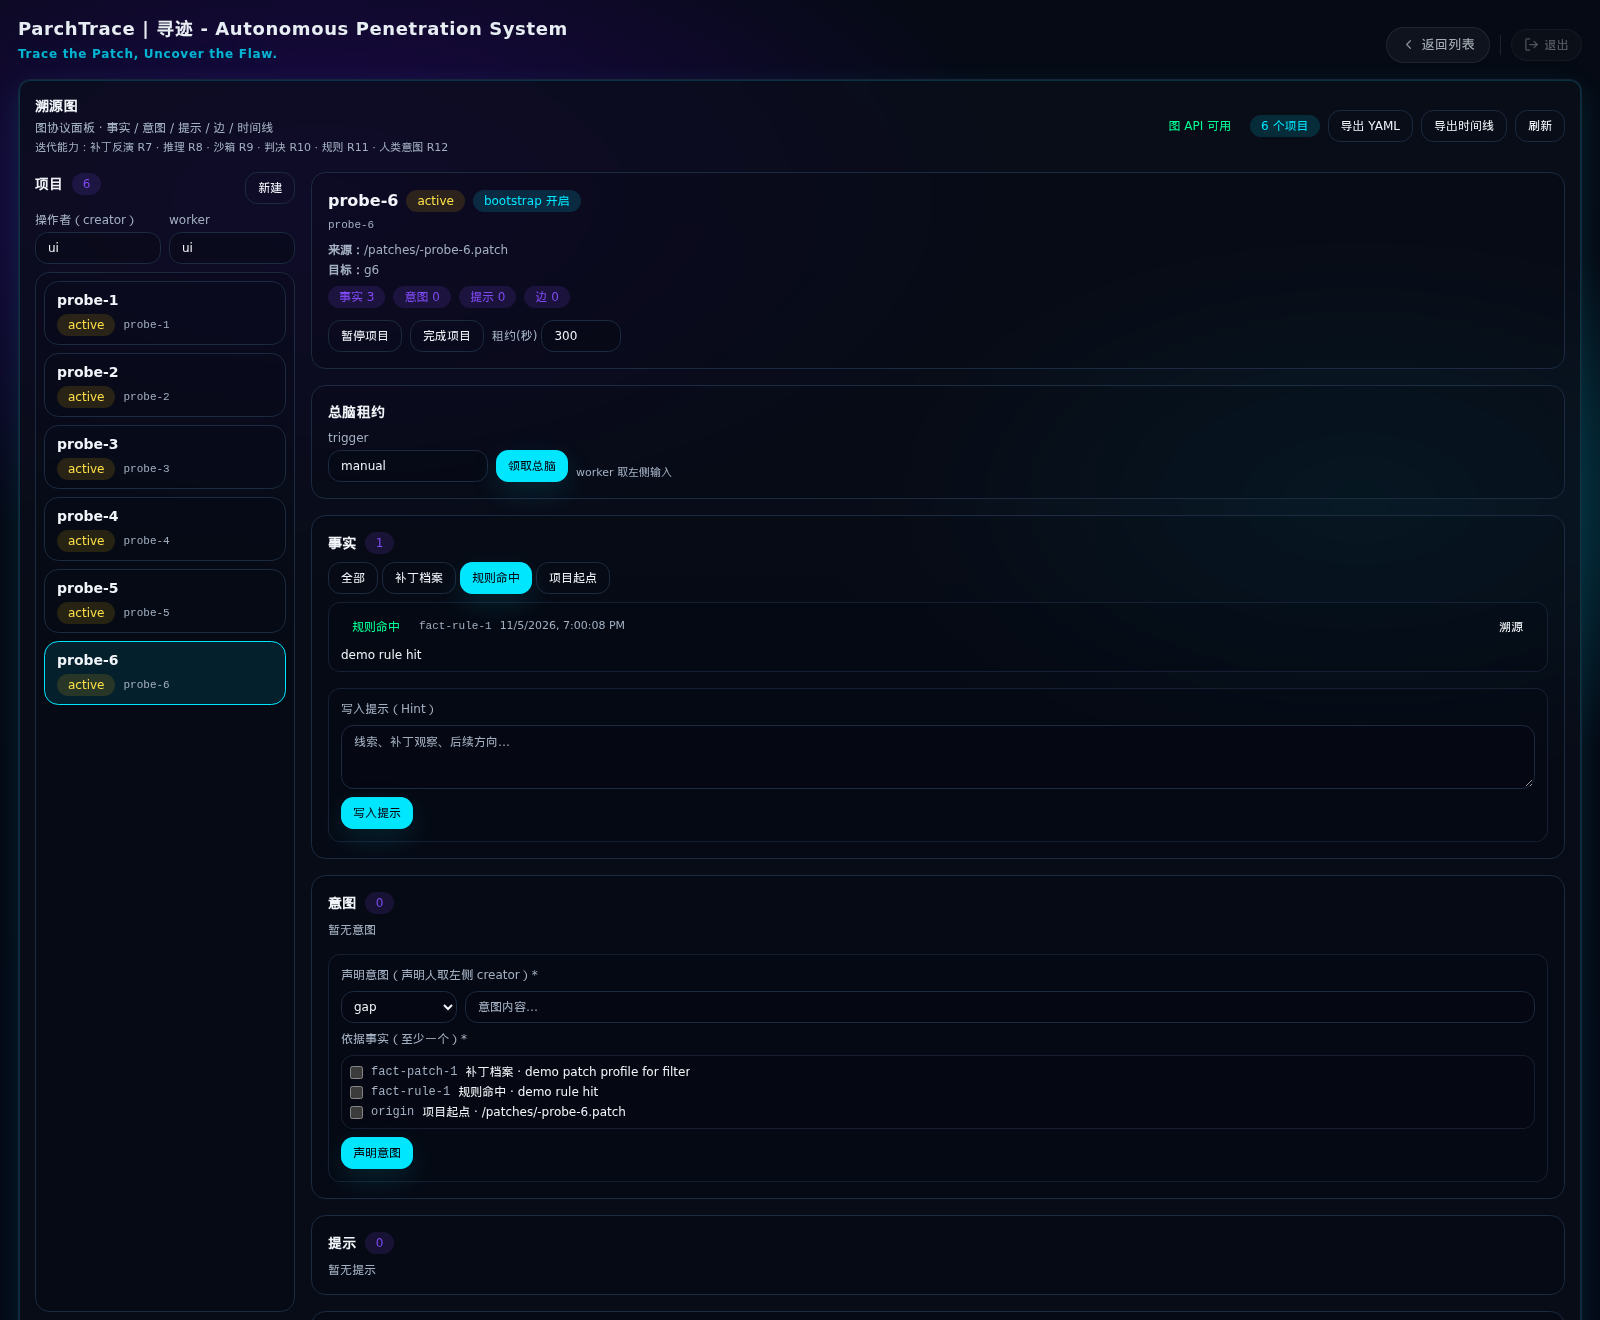 ParchTrace | 寻迹 - Autonomous Penetration System
Trace the Patch, Uncover the Flaw.
返回列表
退出
溯源图
图协议面板 · 事实 / 意图 / 提示 / 边 / 时间线
迭代能力：补丁反演 R7 · 推理 R8 · 沙箱 R9 · 判决 R10 · 规则 R11 · 人类意图 R12
图 API 可用
6 个项目
导出 YAML
导出时间线
刷新
项目 6
新建
操作者（creator）
worker
ui
ui
probe-1
active probe-1
probe-2
active probe-2
probe-3
active probe-3
probe-4
active probe-4
probe-5
active probe-5
probe-6
active probe-6
probe-6 active bootstrap 开启
probe-6
来源：/patches/-probe-6.patch
目标：g6
事实 3 意图 0 提示 0 边 0
暂停项目 完成项目 租约(秒) 300
总脑租约
trigger
manual 领取总脑 worker 取左侧输入
事实 1
全部 补丁档案 规则命中 项目起点
规则命中 fact-rule-1 11/5/2026, 7:00:08 PM 溯源
demo rule hit
写入提示（Hint）
线索、补丁观察、后续方向…
写入提示
意图 0
暂无意图
声明意图（声明人取左侧 creator）*
gap 意图内容…
依据事实（至少一个）*
fact-patch-1 补丁档案 · demo patch profile for filter
fact-rule-1 规则命中 · demo rule hit
origin 项目起点 · /patches/-probe-6.patch
声明意图
提示 0
暂无提示